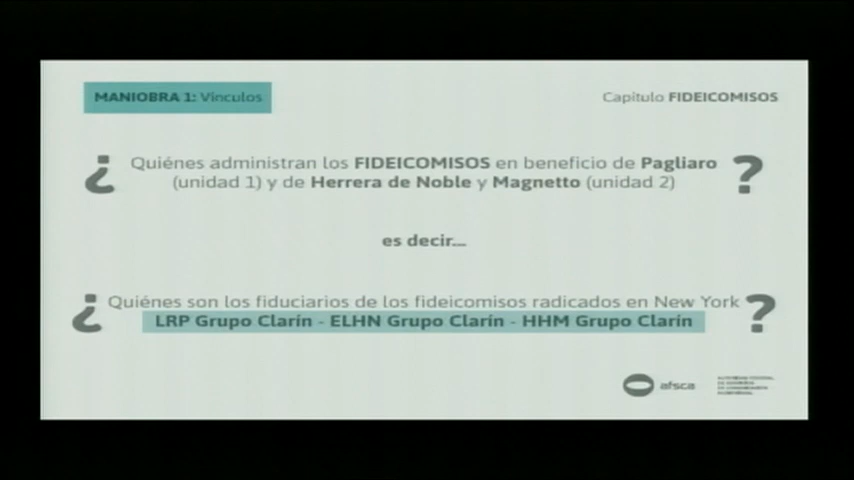 MANIOBRA 1: Vínculos
Capítulo FIDEICOMISOS
¿ Quiénes administran los FIDEICOMISOS en beneficio de Pagliaro
(unidad 1) y de Herrera de Noble y Magnetto (unidad 2) ?
es decir...
¿ Quiénes son los fiduciarios de los fideicomisos radicados en New York
LRP Grupo Clarín - ELHN Grupo Clarín - HHM Grupo Clarín ?
afsca